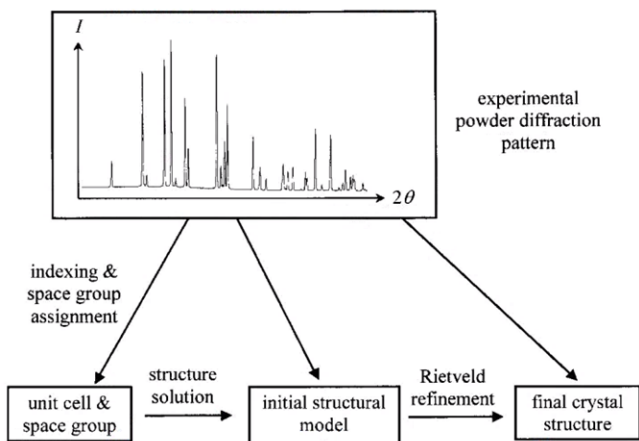 I
2θ
experimental
powder diffraction
pattern
indexing &
space group
assignment
structure
solution
Rietveld
refinement
unit cell &
space group
initial structural
model
final crystal
structure